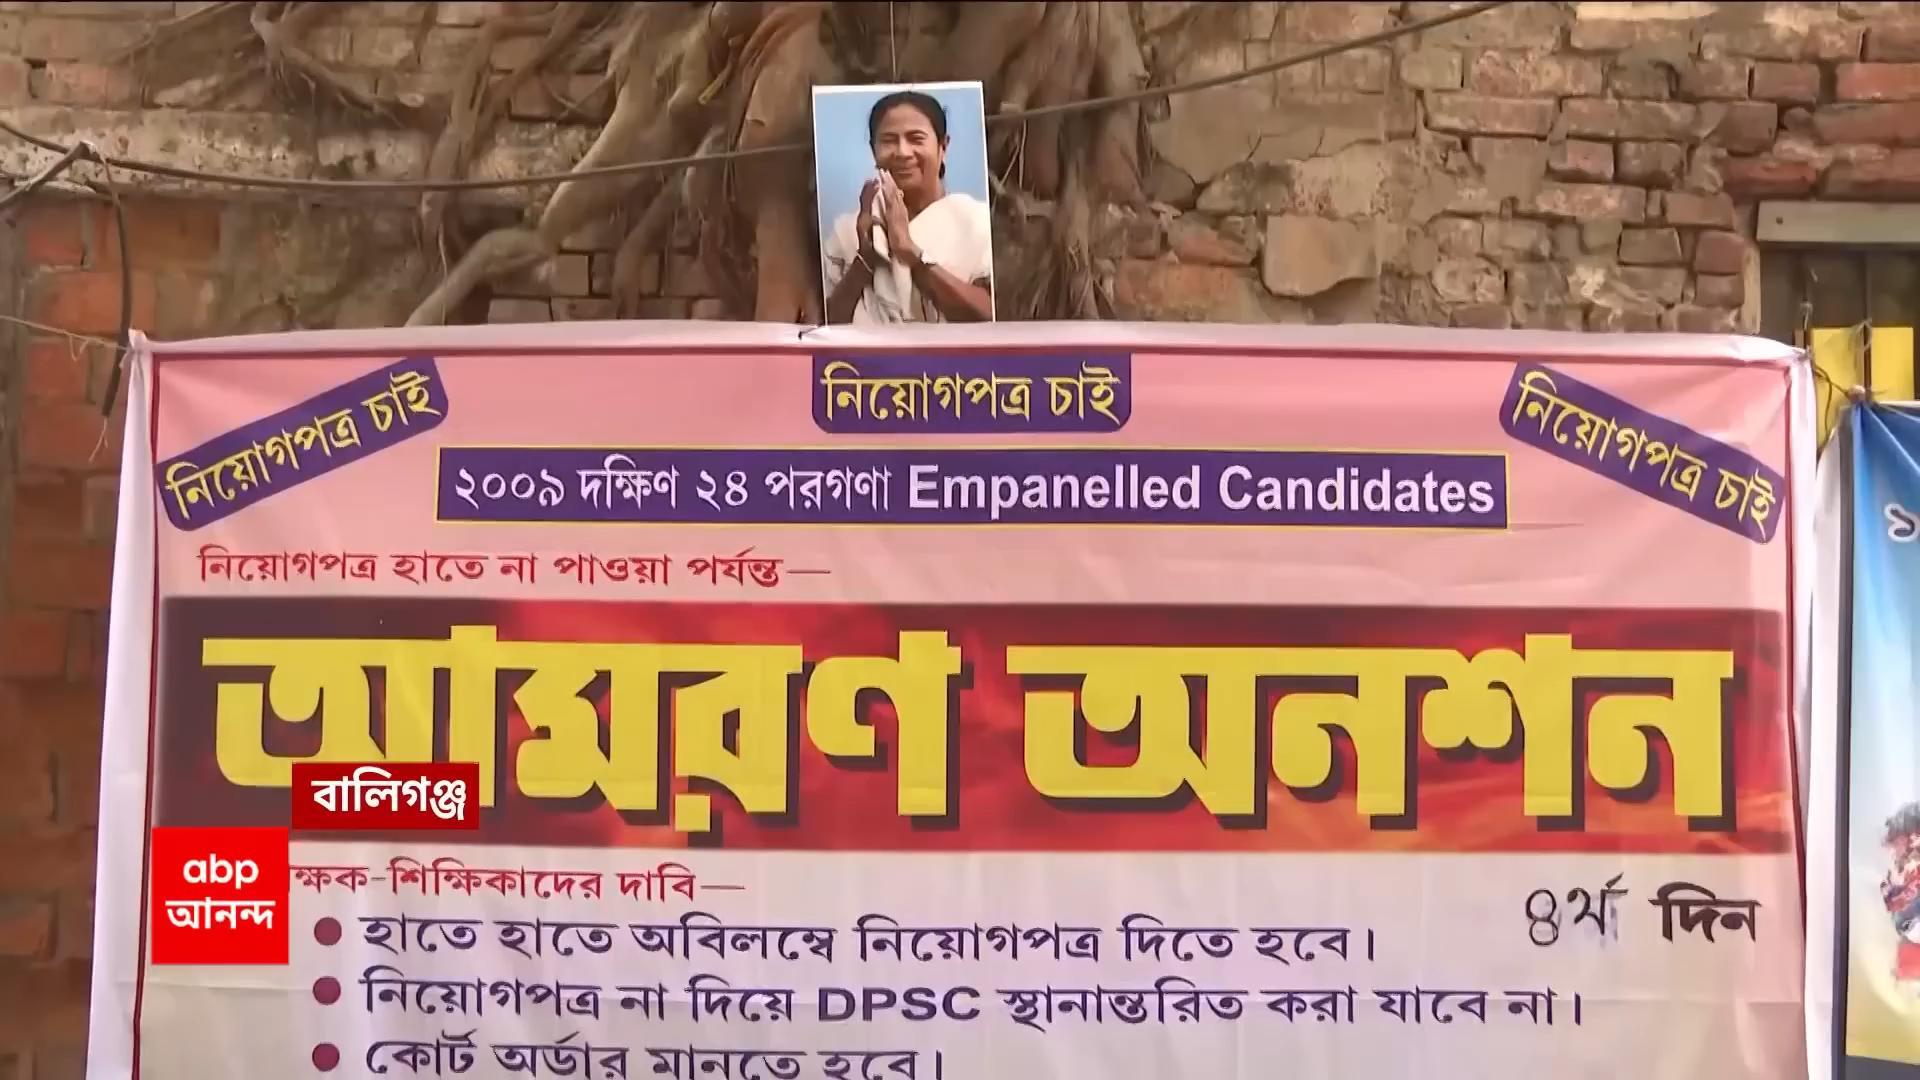 নিয়োগপত্র চাই
নিয়োগপত্র চাই
নিয়োগপত্র চাই
২০০৯ দক্ষিণ ২৪ পরগণা Empanelled Candidates
নিয়োগপত্র হাতে না পাওয়া পর্যন্ত—
আমরণ অনশন
বালিগঞ্জ
abp
আনন্দ
ক্ষক-শিক্ষিকাদের দাবি—
৪র্থ দিন
● হাতে হাতে অবিলম্বে নিয়োগপত্র দিতে হবে।
● নিয়োগপত্র না দিয়ে DPSC স্থানান্তরিত করা যাবে না।
● কোর্ট অর্ডার মানতে হবে।
১